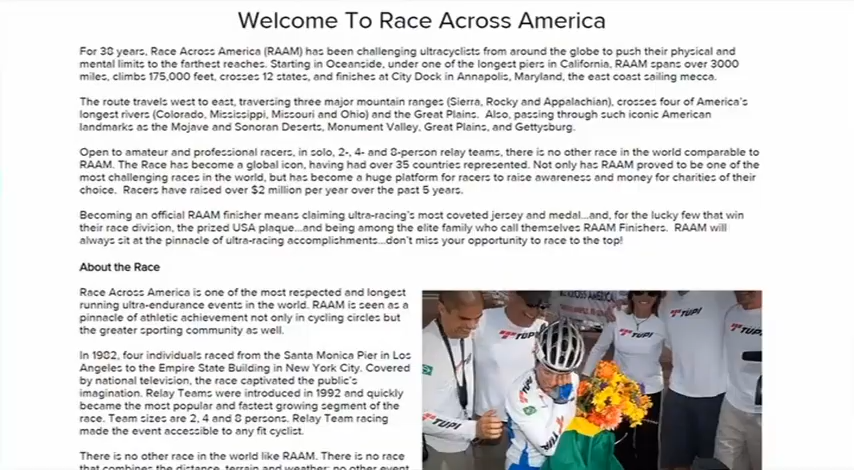 Welcome To Race Across America
For 38 years, Race Across America (RAAM) has been challenging ultracyclists from around the globe to push their physical and
mental limits to the farthest reaches. Starting in Oceanside, under one of the longest piers in California, RAAM spans over 3000
miles, climbs 175,000 feet, crosses 12 states, and finishes at City Dock in Annapolis, Maryland, the east coast sailing mecca.
The route travels west to east, traversing three major mountain ranges (Sierra, Rocky and Appalachian), crosses four of America's
longest rivers (Colorado, Mississippi, Missouri and Ohio) and the Great Plains. Also, passing through such iconic American
landmarks as the Mojave and Sonoran Deserts, Monument Valley, Great Plains, and Gettysburg.
Open to amateur and professional racers, in solo, 2-, 4- and 8-person relay teams, there is no other race in the world comparable to
RAAM. The Race has become a global icon, having had over 35 countries represented. Not only has RAAM proved to be one of the
most challenging races in the world, but has become a huge platform for racers to raise awareness and money for charities of their
choice. Racers have raised over $2 million per year over the past 5 years.
Becoming an official RAAM finisher means claiming ultra-racing's most coveted jersey and medal...and, for the lucky few that win
their race division, the prized USA plaque...and being among the elite family who call themselves RAAM Finishers. RAAM will
always sit at the pinnacle of ultra-racing accomplishments...don't miss your opportunity to race to the top!
About the Race
Race Across America is one of the most respected and longest
running ultra-endurance events in the world. RAAM is seen as a
pinnacle of athletic achievement not only in cycling circles but
the greater sporting community as well.
In 1982, four individuals raced from the Santa Monica Pier in Los
Angeles to the Empire State Building in New York City. Covered
by national television, the race captivated the public's
imagination. Relay Teams were introduced in 1992 and quickly
became the most popular and fastest growing segment of the
race. Team sizes are 2, 4 and 8 persons. Relay Team racing
made the event accessible to any fit cyclist.
There is no other race in the world like RAAM. There is no race
that combines the distance, terrain and weather; no other event
TUPI
TUPI
TUPI
TUPI